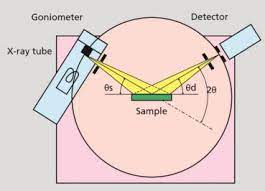 Goniometer
Detector
X-ray tube
θs
θd
2θ
Sample